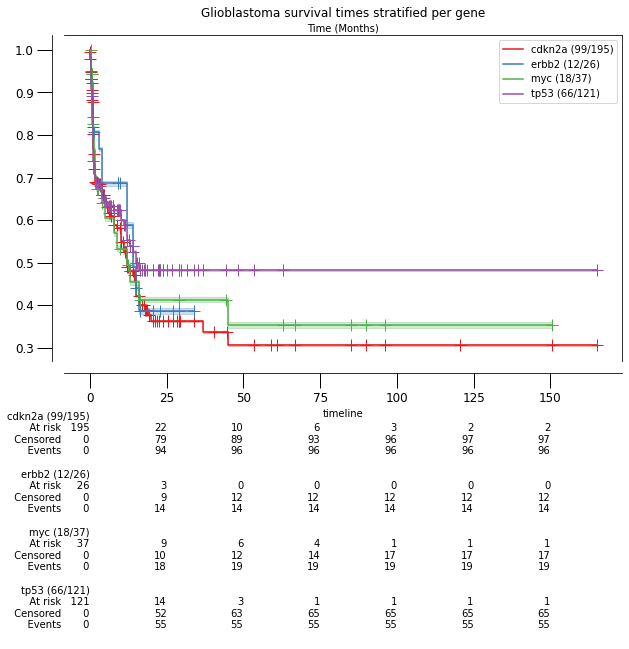 Glioblastoma survival times stratified per gene
Time (Months)
cdkn2a (99/195)
erbb2 (12/26)
myc (18/37)
tp53 (66/121)
1.0
0.9
0.8
0.7
0.6
0.5
0.4
0.3
0 25 50 75 100 125 150
timeline
cdkn2a (99/195)
At risk 195 22 10 6 3 2 2
Censored 0 79 89 93 96 97 97
Events 0 94 96 96 96 96 96
erbb2 (12/26)
At risk 26 3 0 0 0 0 0
Censored 0 9 12 12 12 12 12
Events 0 14 14 14 14 14 14
myc (18/37)
At risk 37 9 6 4 1 1 1
Censored 0 10 12 14 17 17 17
Events 0 18 19 19 19 19 19
tp53 (66/121)
At risk 121 14 3 1 1 1 1
Censored 0 52 63 65 65 65 65
Events 0 55 55 55 55 55 55